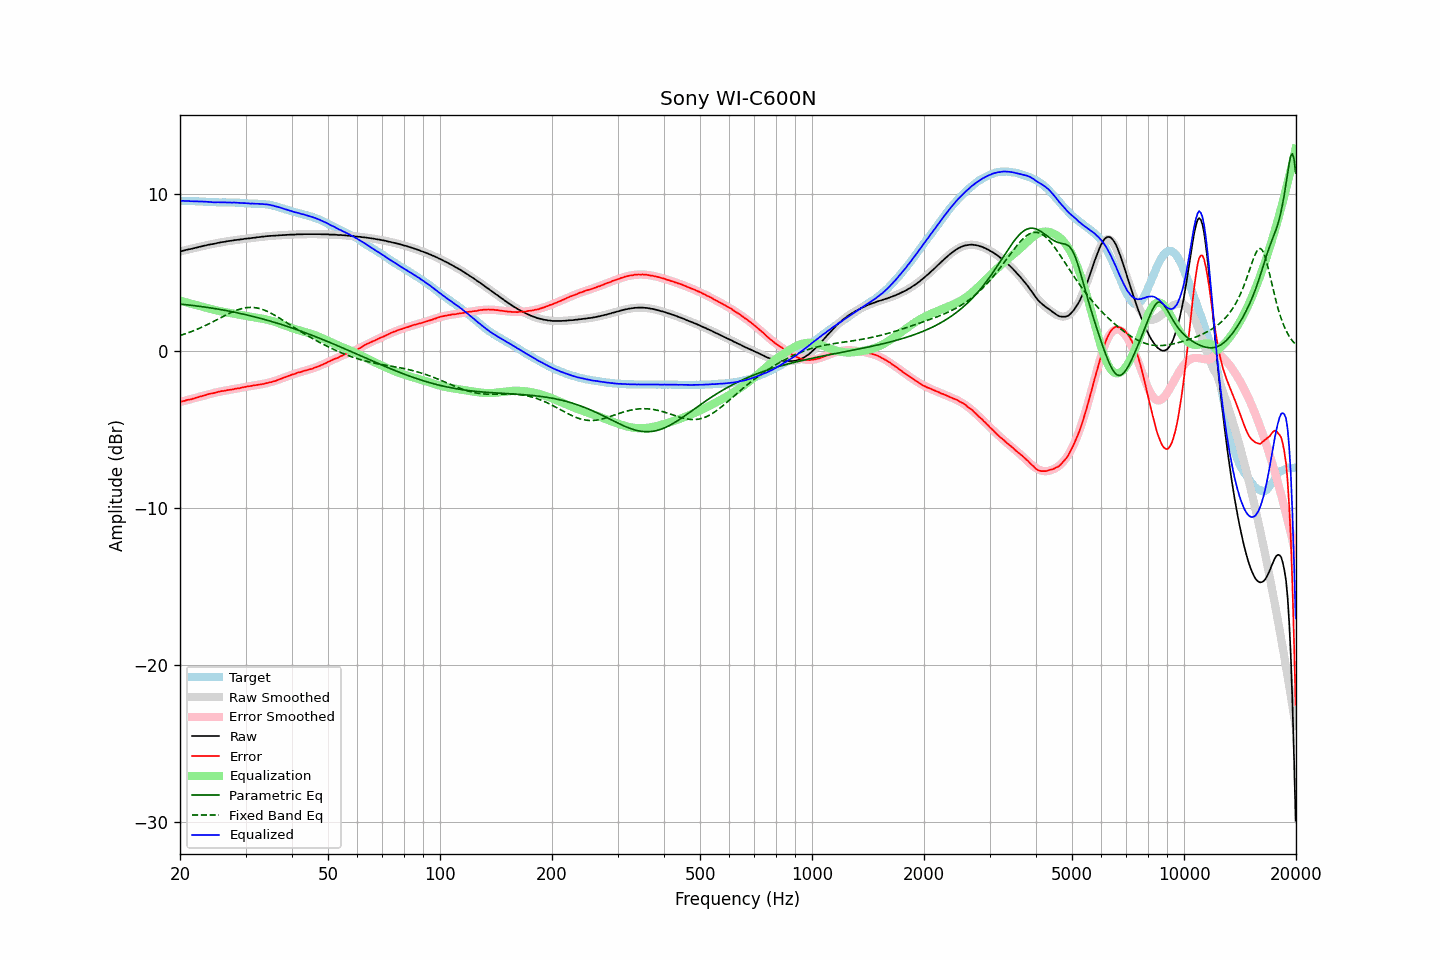 Sony WI-C600N
Amplitude (dBr)
10
0
−10
−20
−30
Target
Raw Smoothed
Error Smoothed
Raw
Error
Equalization
Parametric Eq
Fixed Band Eq
Equalized
20 50 100 200 500 1000 2000 5000 10000 20000
Frequency (Hz)